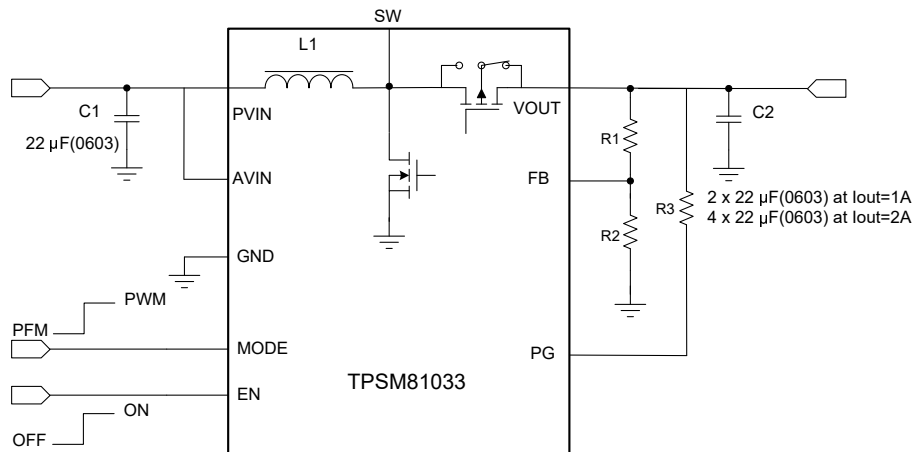 SW
L1
C1
PVIN
VOUT
C2
22 µF(0603)
R1
AVIN
FB
2 x 22 µF(0603) at Iout=1A
R3
4 x 22 µF(0603) at Iout=2A
R2
GND
PWM
PFM
MODE
PG
TPSM81033
EN
ON
OFF